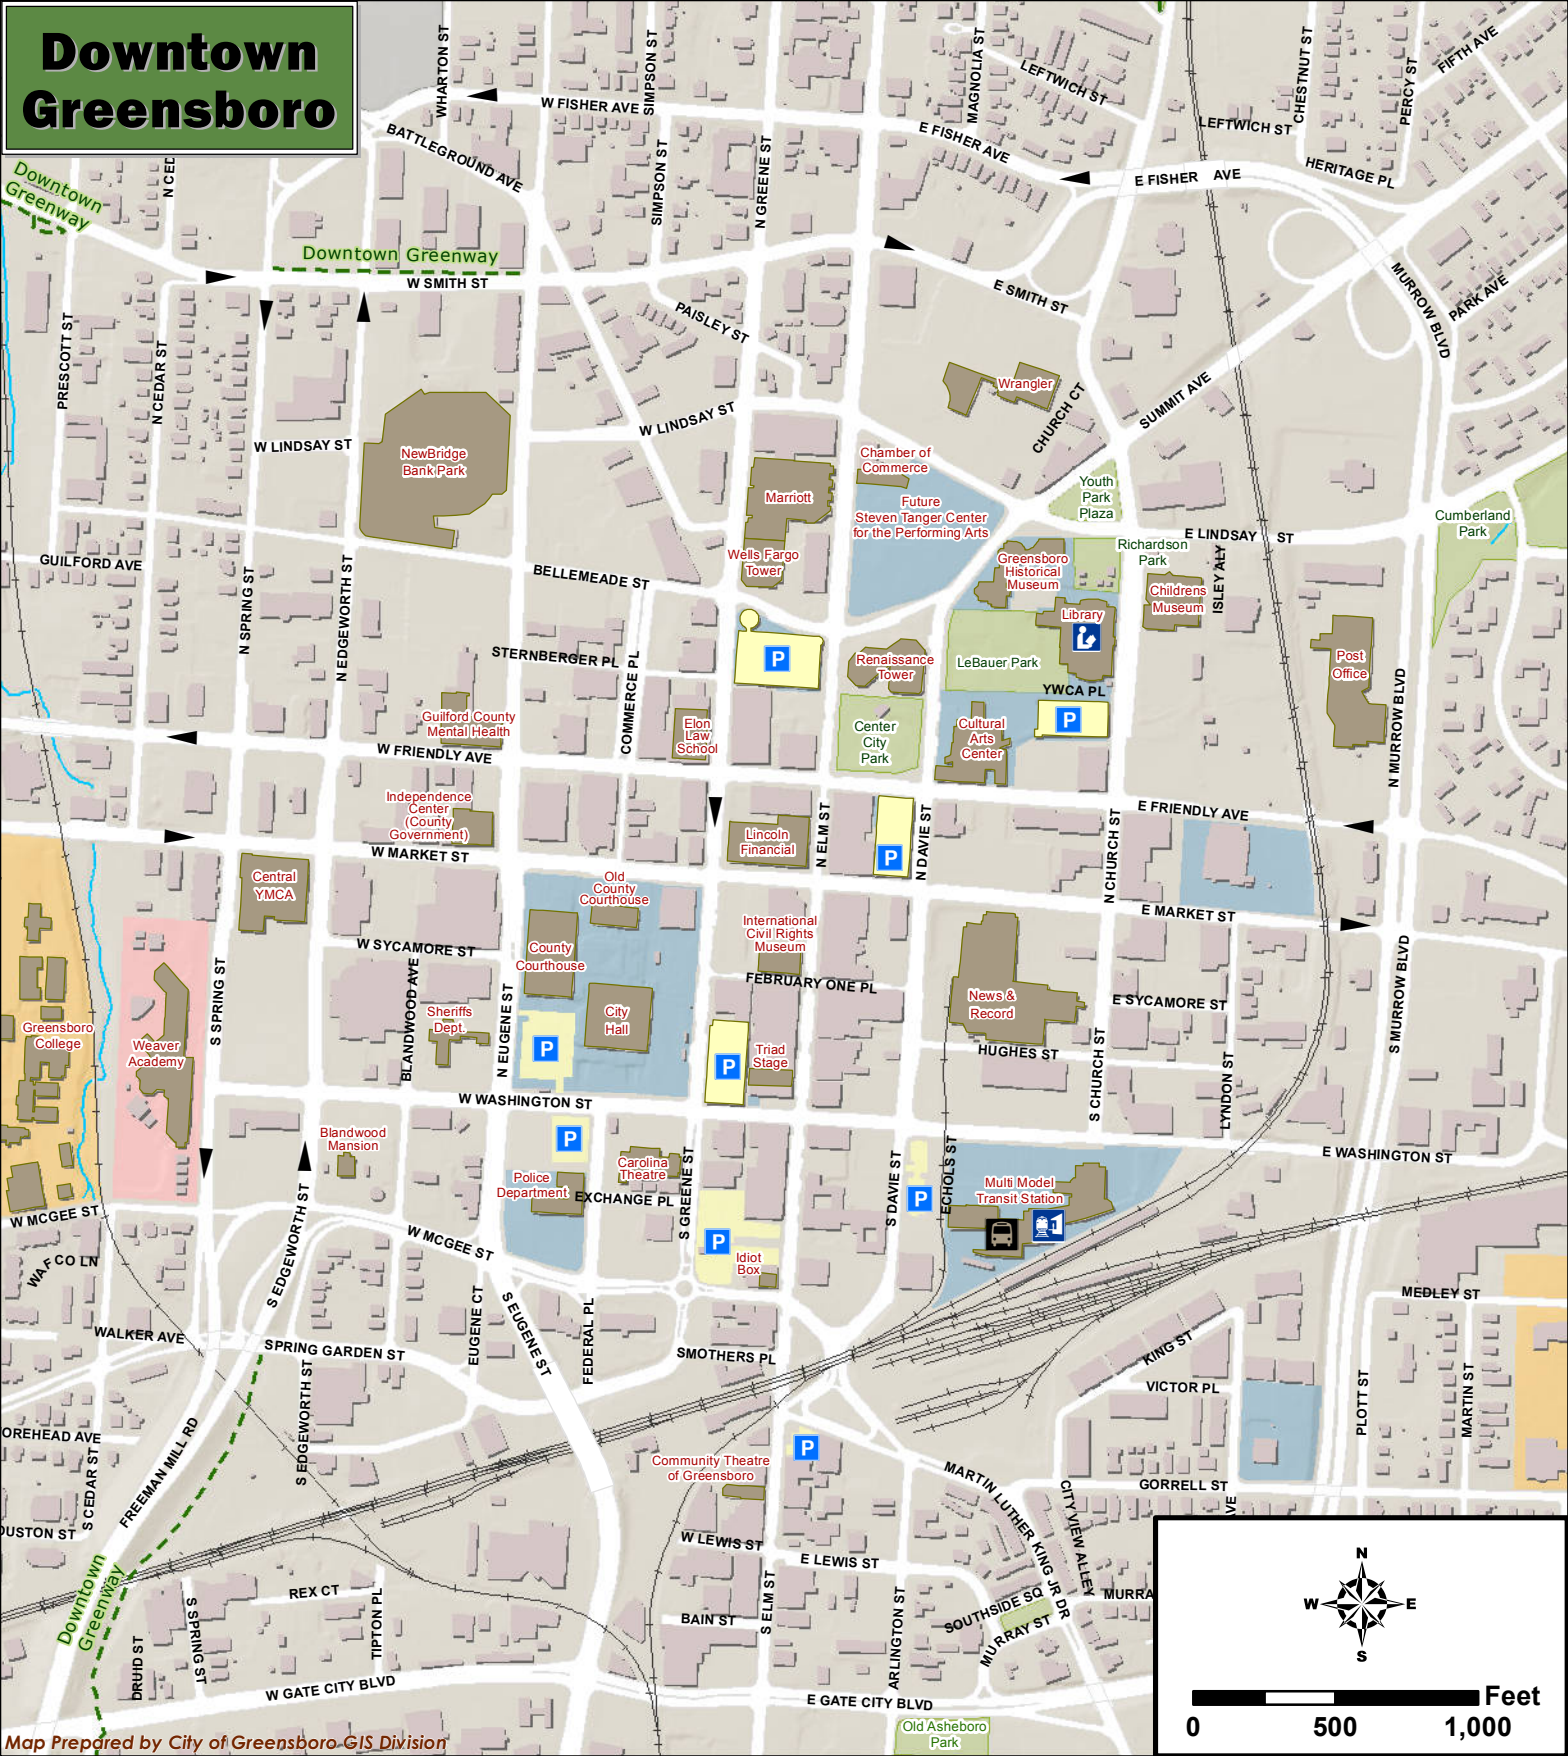 Downtown
Greensboro
WHARTON ST
SIMPSON ST
W FISHER AVE
MAGNOLIA ST
LEFTWICH ST
CHESTNUT ST
PERCY ST
FIFTH AVE
LEFTWICH ST
E FISHER AVE
BATTLEGROUND AVE
SIMPSON ST
N GREENE ST
HERITAGE PL
E FISHER AVE
N CED
Downtown
Greenway
Downtown Greenway
W SMITH ST
E SMITH ST
MURROW BLVD
PARK AVE
PAISLEY ST
PRESCOTT ST
N CEDAR ST
Wrangler
CHURCH CT
SUMMIT AVE
W LINDSAY ST
W LINDSAY ST
NewBridge
Bank Park
Chamber of
Commerce
Marriott
Future
Steven Tanger Center
for the Performing Arts
Youth
Park
Plaza
Cumberland
Park
E LINDSAY ST
Richardson
Park
Wells Fargo
Tower
Greensboro
Historical
Museum
ISLEY ALY
GUILFORD AVE
BELLEMEADE ST
Childrens
Museum
Library
N SPRING ST
N EDGEWORTH ST
STERNBERGER PL
COMMERCE PL
P
Renaissance
Tower
LeBauer Park
Post
Office
YWCA PL
N MURROW BLVD
Guilford County
Mental Health
Elon
Law
School
Center
City
Park
Cultural
Arts
Center
P
W FRIENDLY AVE
Independence
Center
(County
Government)
E FRIENDLY AVE
Lincoln
Financial
N ELM ST
P
N DAVIE ST
N CHURCH ST
W MARKET ST
Central
YMCA
Old
County
Courthouse
E MARKET ST
International
Civil Rights
Museum
W SYCAMORE ST
County
Courthouse
FEBRUARY ONE PL
S SPRING ST
BLANDWOOD AVE
N EUGENE ST
Sheriffs
Dept.
City
Hall
News &
Record
E SYCAMORE ST
S MURROW BLVD
Greensboro
College
Weaver
Academy
P
P
Triad
Stage
HUGHES ST
S CHURCH ST
LYNDON ST
W WASHINGTON ST
Blandwood
Mansion
P
E WASHINGTON ST
Carolina
Theatre
S GREENE ST
S DAVIE ST
ECHOLS ST
Police
Department
EXCHANGE PL
Multi Model
Transit Station
P
W MCGEE ST
S EDGEWORTH ST
W MCGEE ST
P
Idiot
Box
WAFCO LN
EUGENE CT
S EUGENE ST
FEDERAL PL
MEDLEY ST
WALKER AVE
SPRING GARDEN ST
SMOTHERS PL
KING ST
VICTOR PL
S EDGEWORTH ST
PLOTT ST
MARTIN ST
OREHEAD AVE
S CEDAR ST
FREEMAN MILL RD
P
Community Theatre
of Greensboro
MARTIN LUTHER KING JR DR
CITY VIEW ALLEY
GORRELL ST
AVE
OUSTON ST
W LEWIS ST
E LEWIS ST
Downtown
Greenway
REX CT
TIPTON PL
S SPRING ST
DRUID ST
BAIN ST
S ELM ST
ARLINGTON ST
SOUTHSIDE SQ
MURRAY ST
MURRA
W GATE CITY BLVD
E GATE CITY BLVD
Old Asheboro
Park
Map Prepared by City of Greensboro GIS Division
N
W E
S
Feet
0 500 1,000